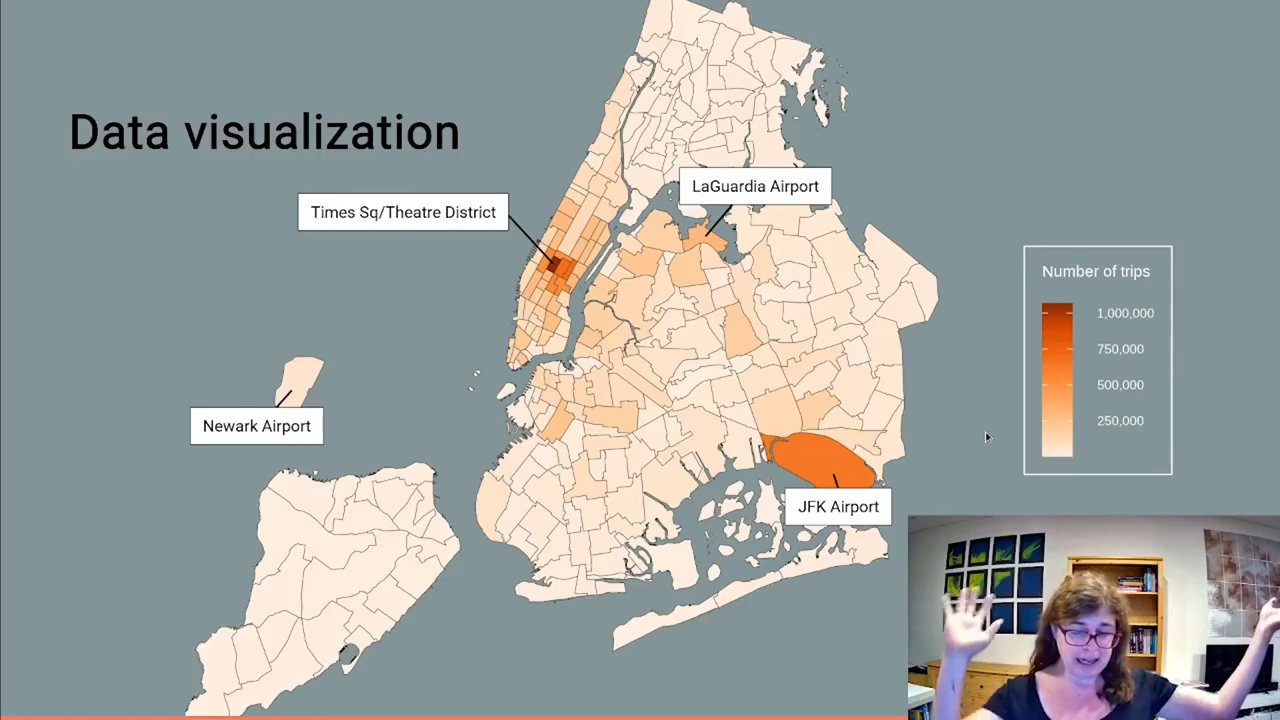 Data visualization
LaGuardia Airport
Times Sq/Theatre District
Number of trips
1,000,000
750,000
500,000
250,000
Newark Airport
JFK Airport